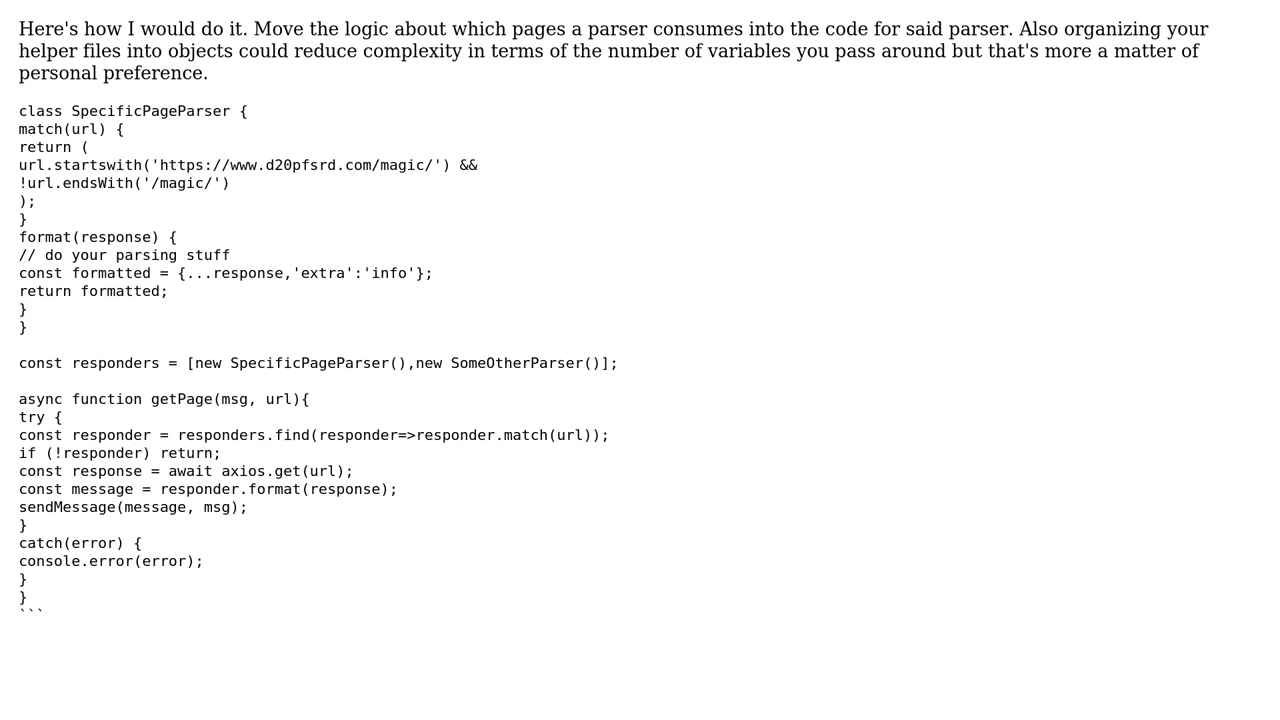 Here's how I would do it. Move the logic about which pages a parser consumes into the code for said parser. Also organizing your
helper files into objects could reduce complexity in terms of the number of variables you pass around but that's more a matter of
personal preference.
class SpecificPageParser {
match(url) {
return (
url.startswith('https://www.d20pfsrd.com/magic/') &&
!url.endsWith('/magic/')
);
}
format(response) {
// do your parsing stuff
const formatted = {...response,'extra':'info'};
return formatted;
}
}
const responders = [new SpecificPageParser(),new SomeOtherParser()];
async function getPage(msg, url){
try {
const responder = responders.find(responder=>responder.match(url));
if (!responder) return;
const response = await axios.get(url);
const message = responder.format(response);
sendMessage(message, msg);
}
catch(error) {
console.error(error);
}
}
```